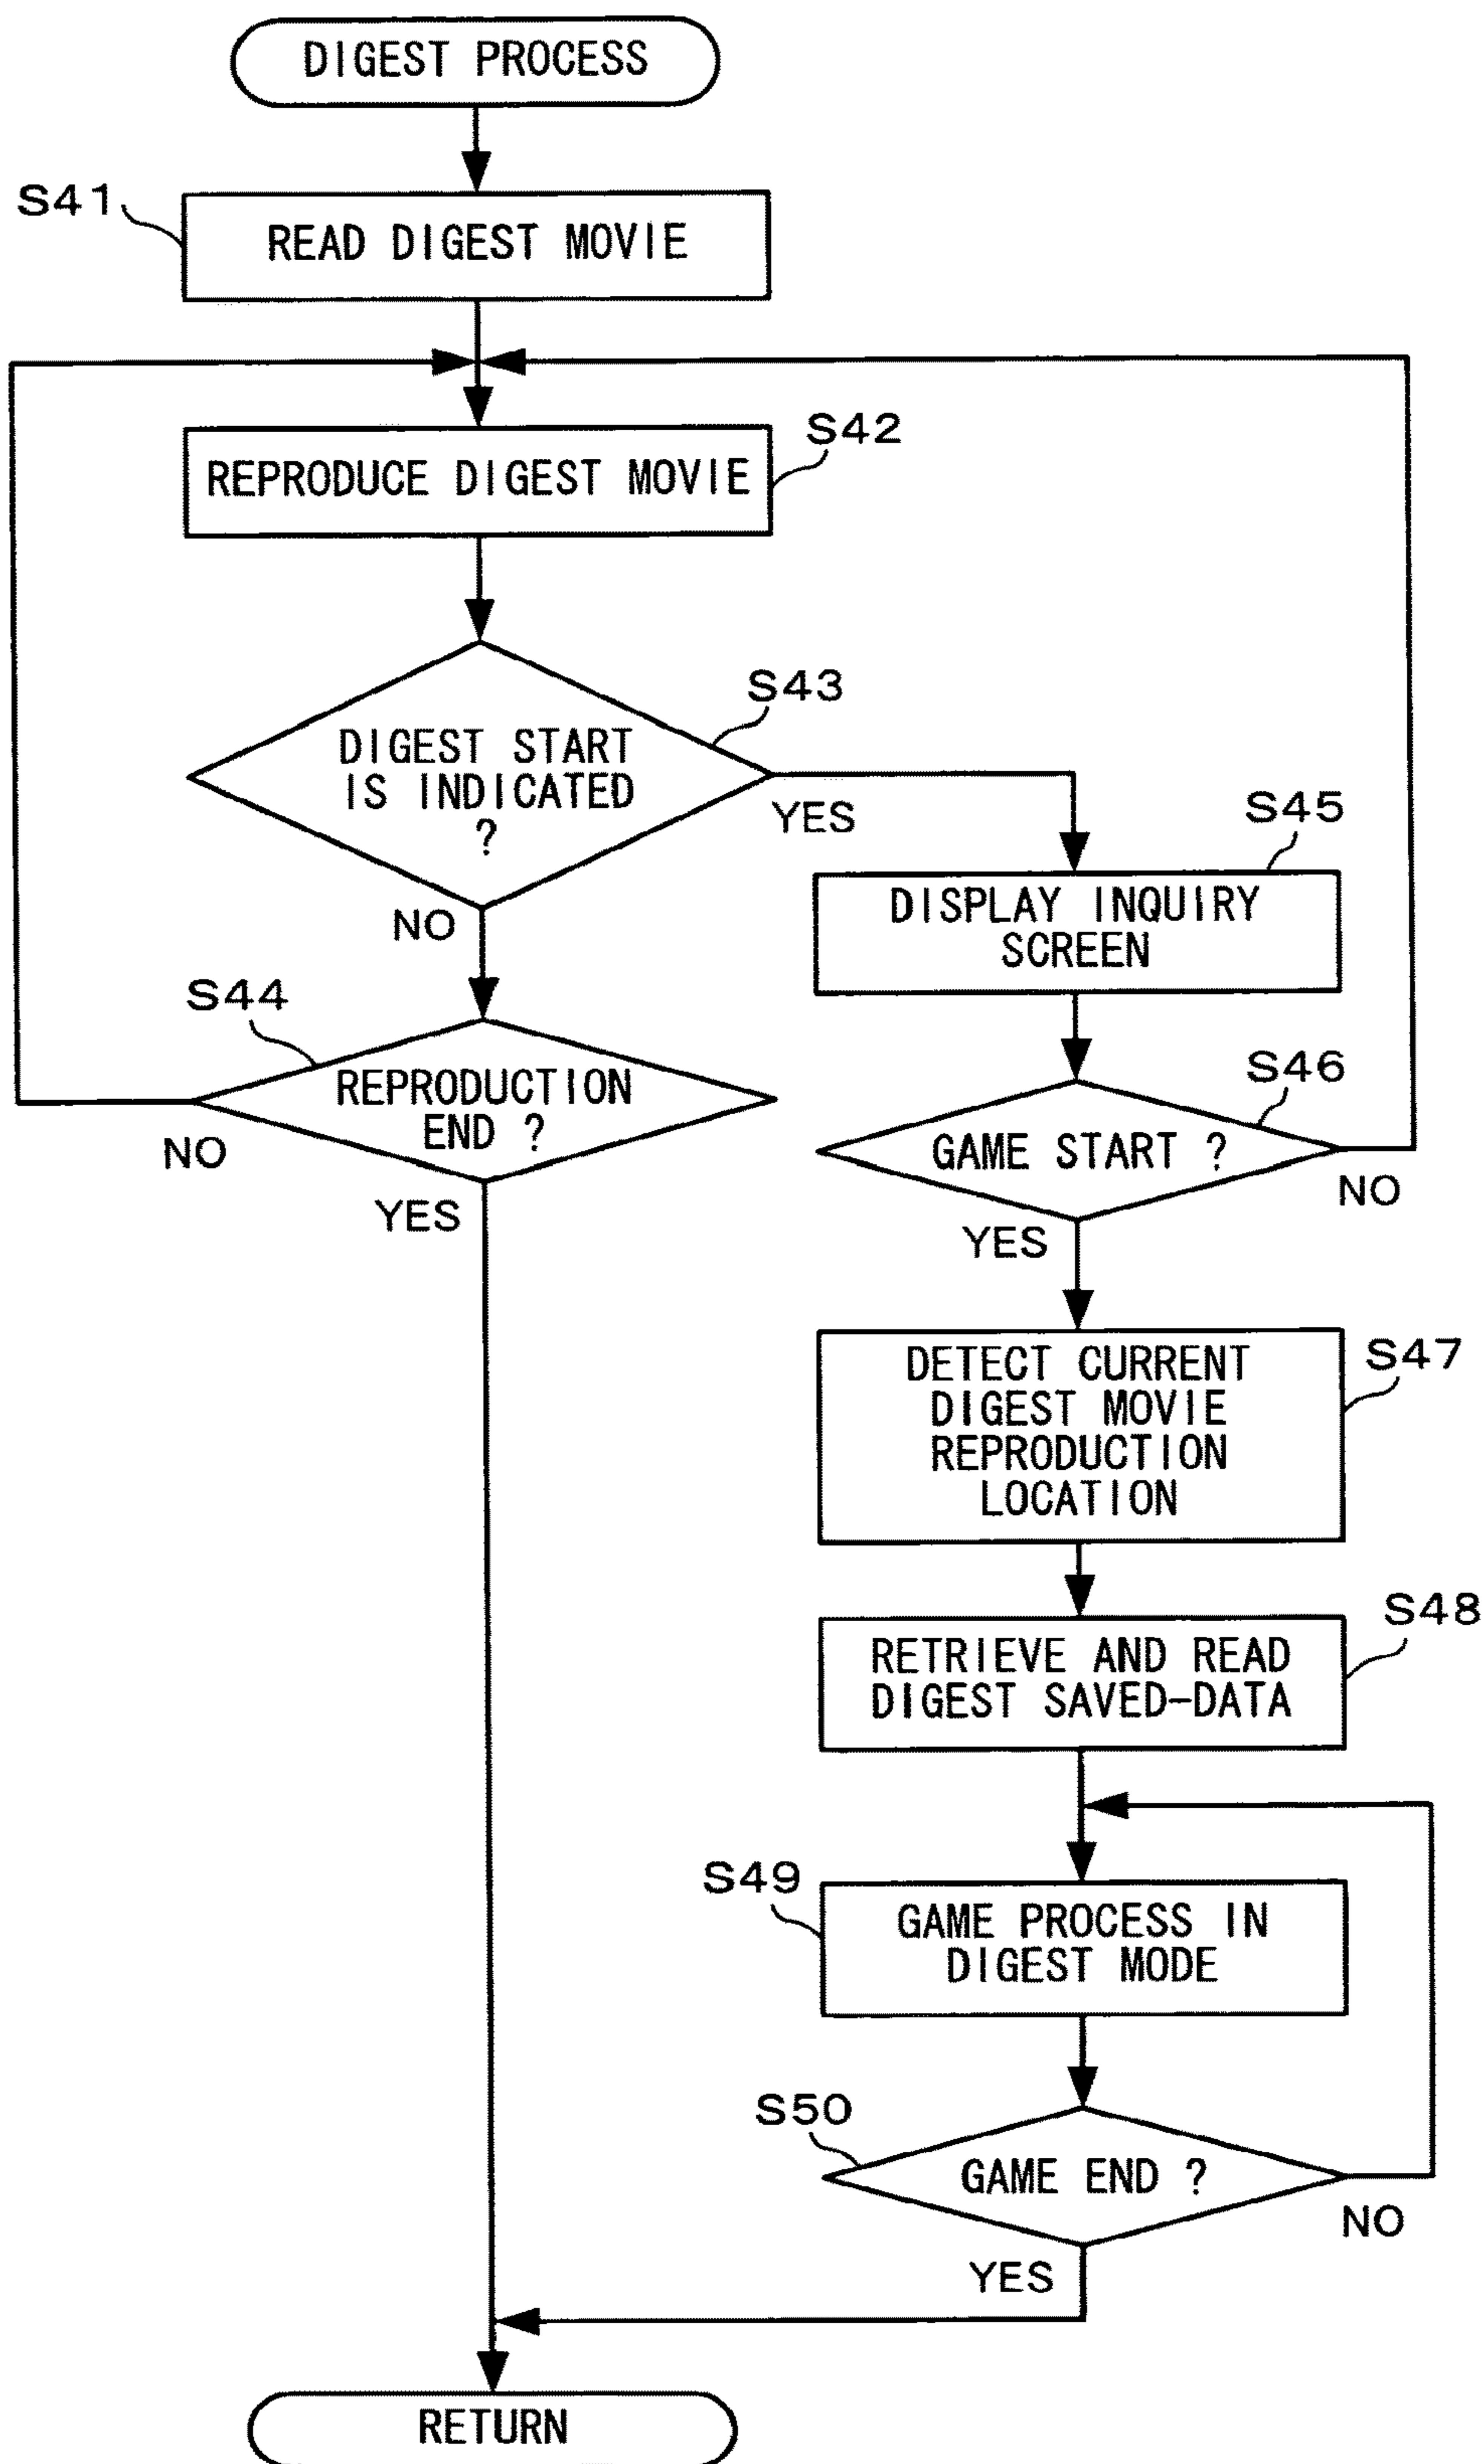 DIGEST PROCESS
S41
READ DIGEST MOVIE
S42
REPRODUCE DIGEST MOVIE
S43
DIGEST START
IS INDICATED
?
YES
NO
S45
DISPLAY INQUIRY
SCREEN
S44
REPRODUCTION
END ?
NO
YES
S46
GAME START ?
NO
YES
S47
DETECT CURRENT
DIGEST MOVIE
REPRODUCTION
LOCATION
S48
RETRIEVE AND READ
DIGEST SAVED-DATA
S49
GAME PROCESS IN
DIGEST MODE
S50
GAME END ?
NO
YES
RETURN